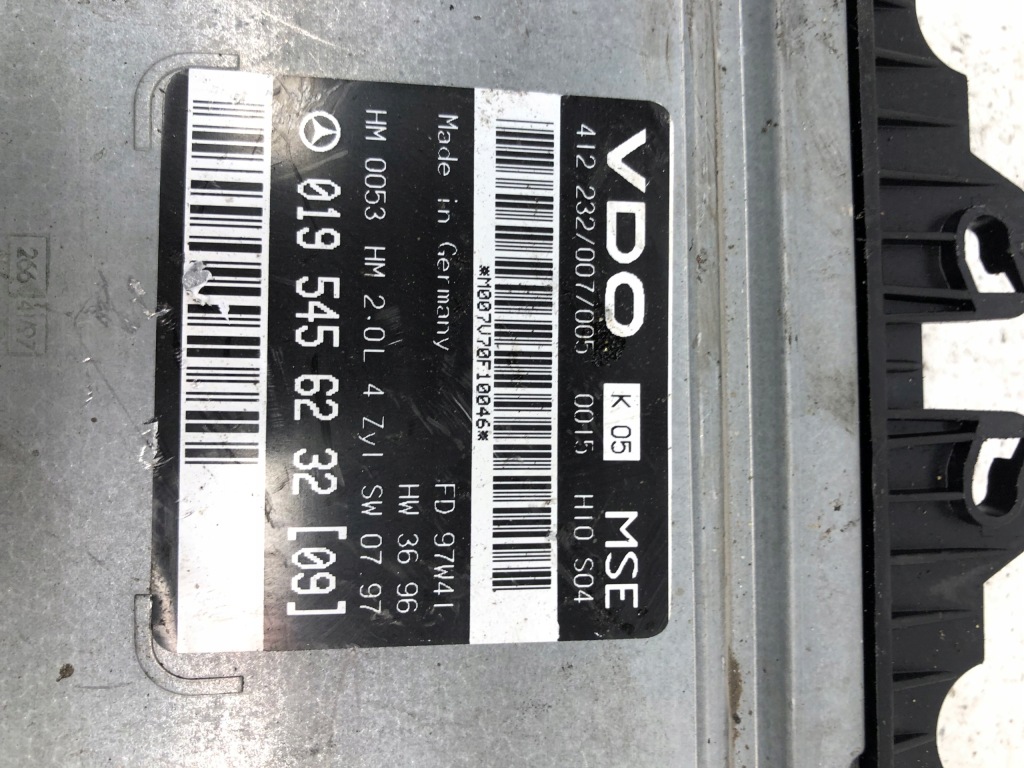 VDO K 05 MSE
412 232/007/005 0015 H10 S04
*M007V70F10046*
Made in Germany FD 97W41
HW 36 96
HM 0053 HM 2.0L 4 Zyl. SW 07 97
019 545 62 32 [09]